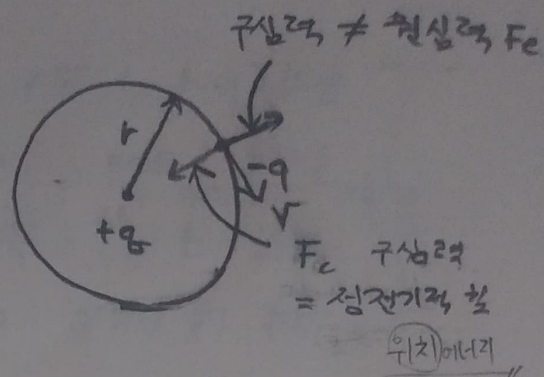 구심력 ≠ 원심력 Fc
r
-q
v
+q
Fc 구심력
= 정전기적 힘
위치에너지